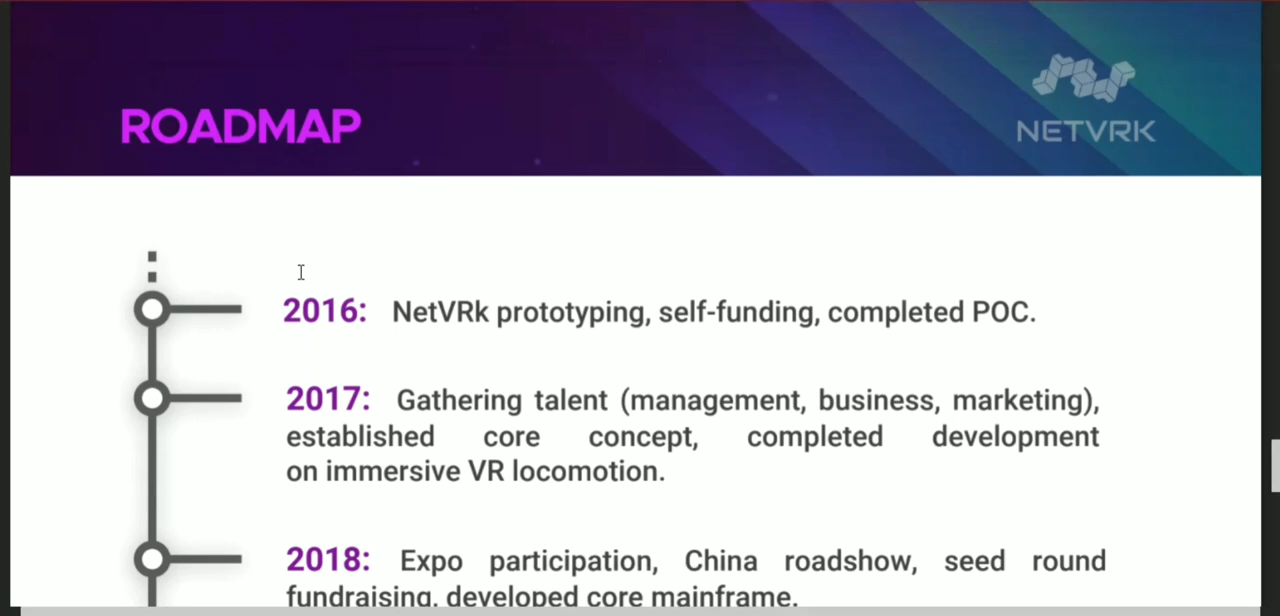 ROADMAP
NETVRK
2016: NetVRk prototyping, self-funding, completed POC.
2017: Gathering talent (management, business, marketing),
established core concept, completed development
on immersive VR locomotion.
2018: Expo participation, China roadshow, seed round
fundraising, developed core mainframe.